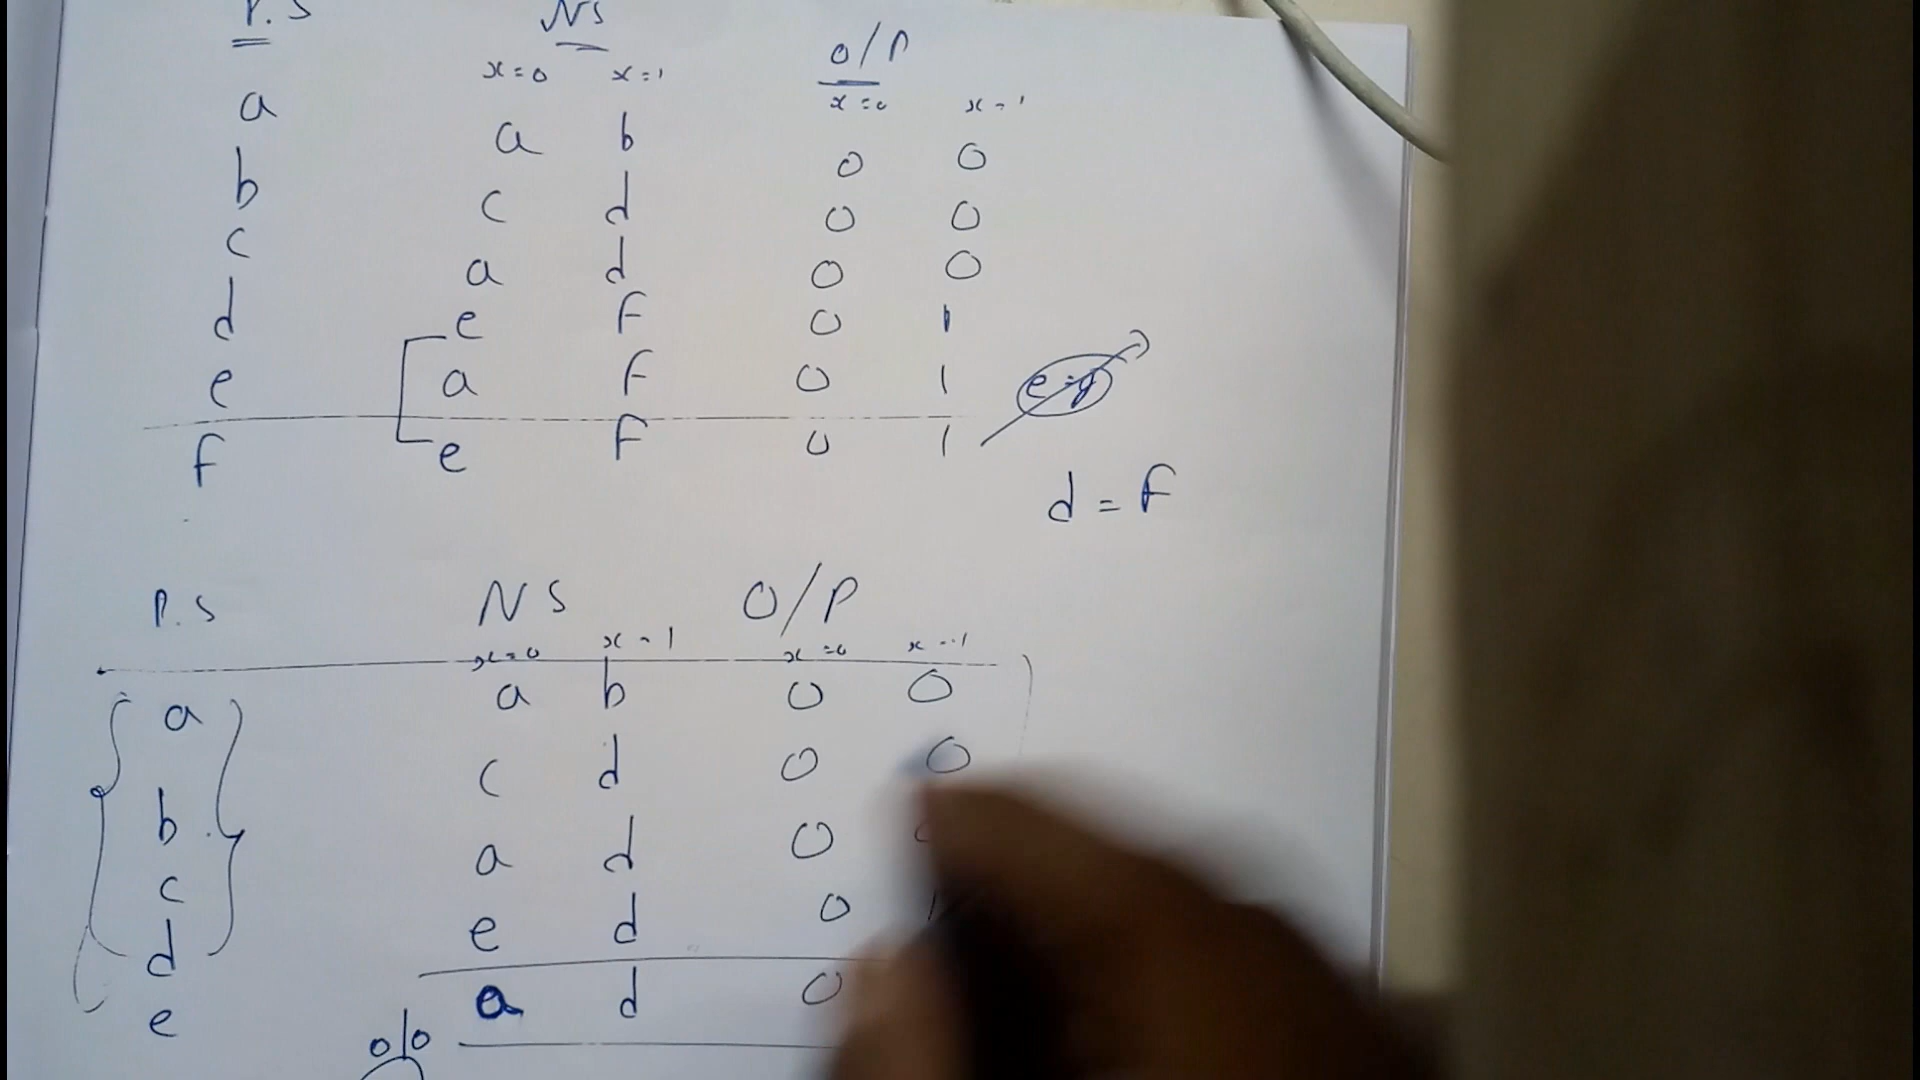 P.S NS O/P
x=0 x=1 x=0 x=1
a a b 0 0
b c d 0 0
c a d 0 0
d e f 0 1
e a f 0 1
f e f 0 1
d = f
P.S NS O/P
x=0 x=1 x=0 x=1
a a b 0 0
b c d 0 0
c a d 0
d e d 0 1
e a d 0
0/0